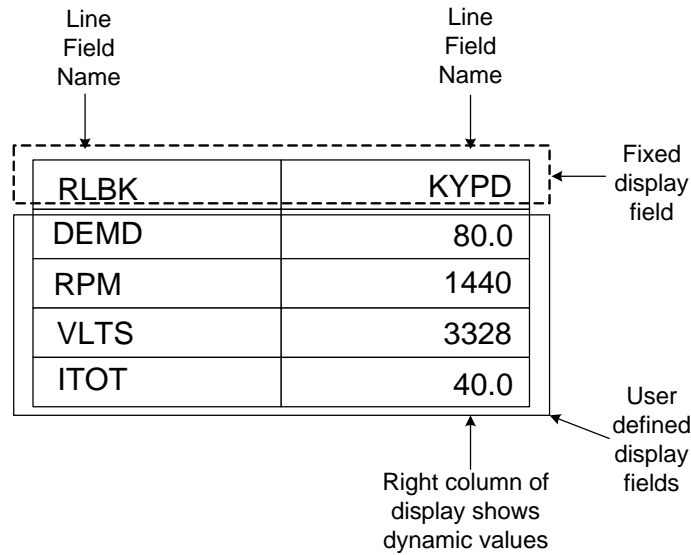 Line
Field
Name
Line
Field
Name
Fixed
display
field
RLBK KYPD
DEMD 80.0
RPM 1440
VLTS 3328
ITOT 40.0
User
defined
display
fields
Right column of
display shows
dynamic values